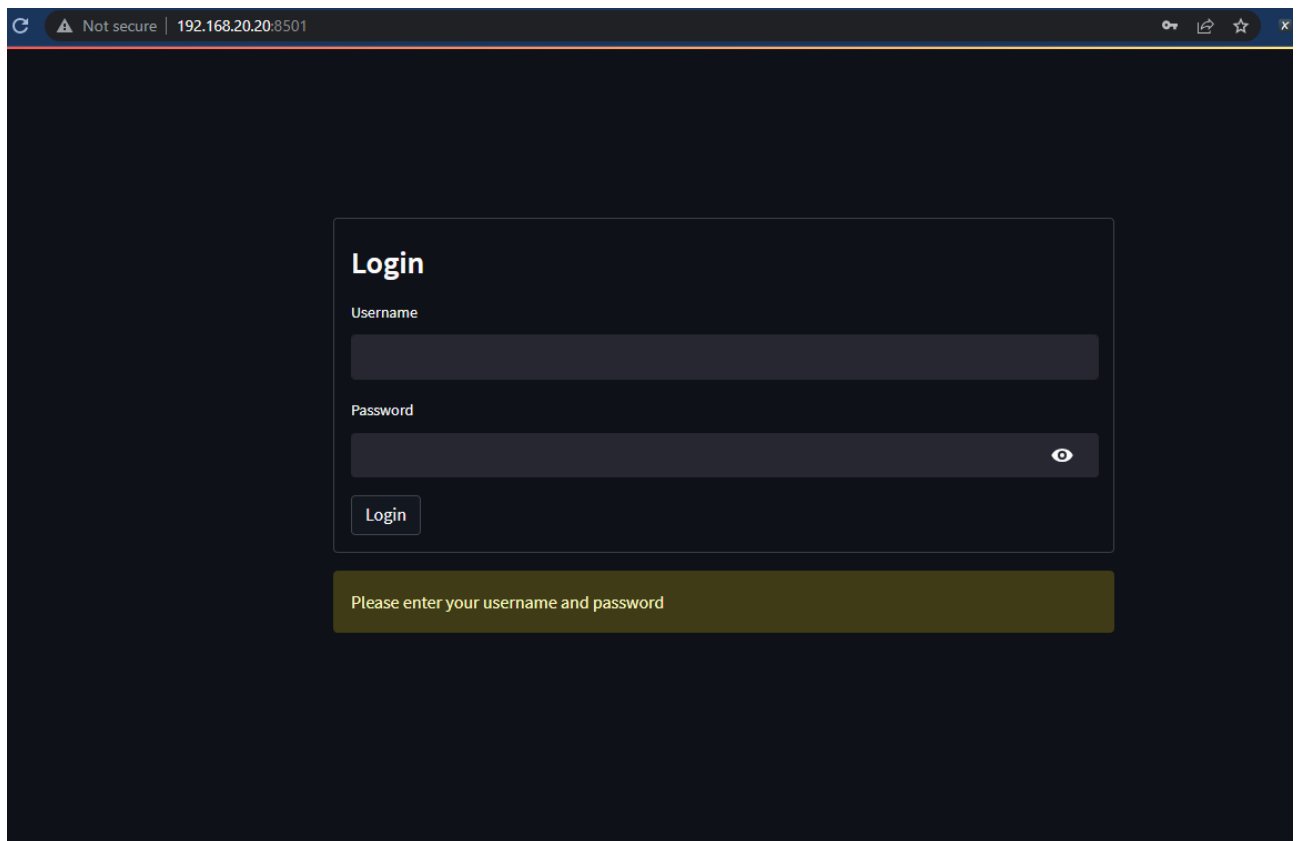 Not secure | 192.168.20.20:8501
Login
Username
Password
Login
Please enter your username and password